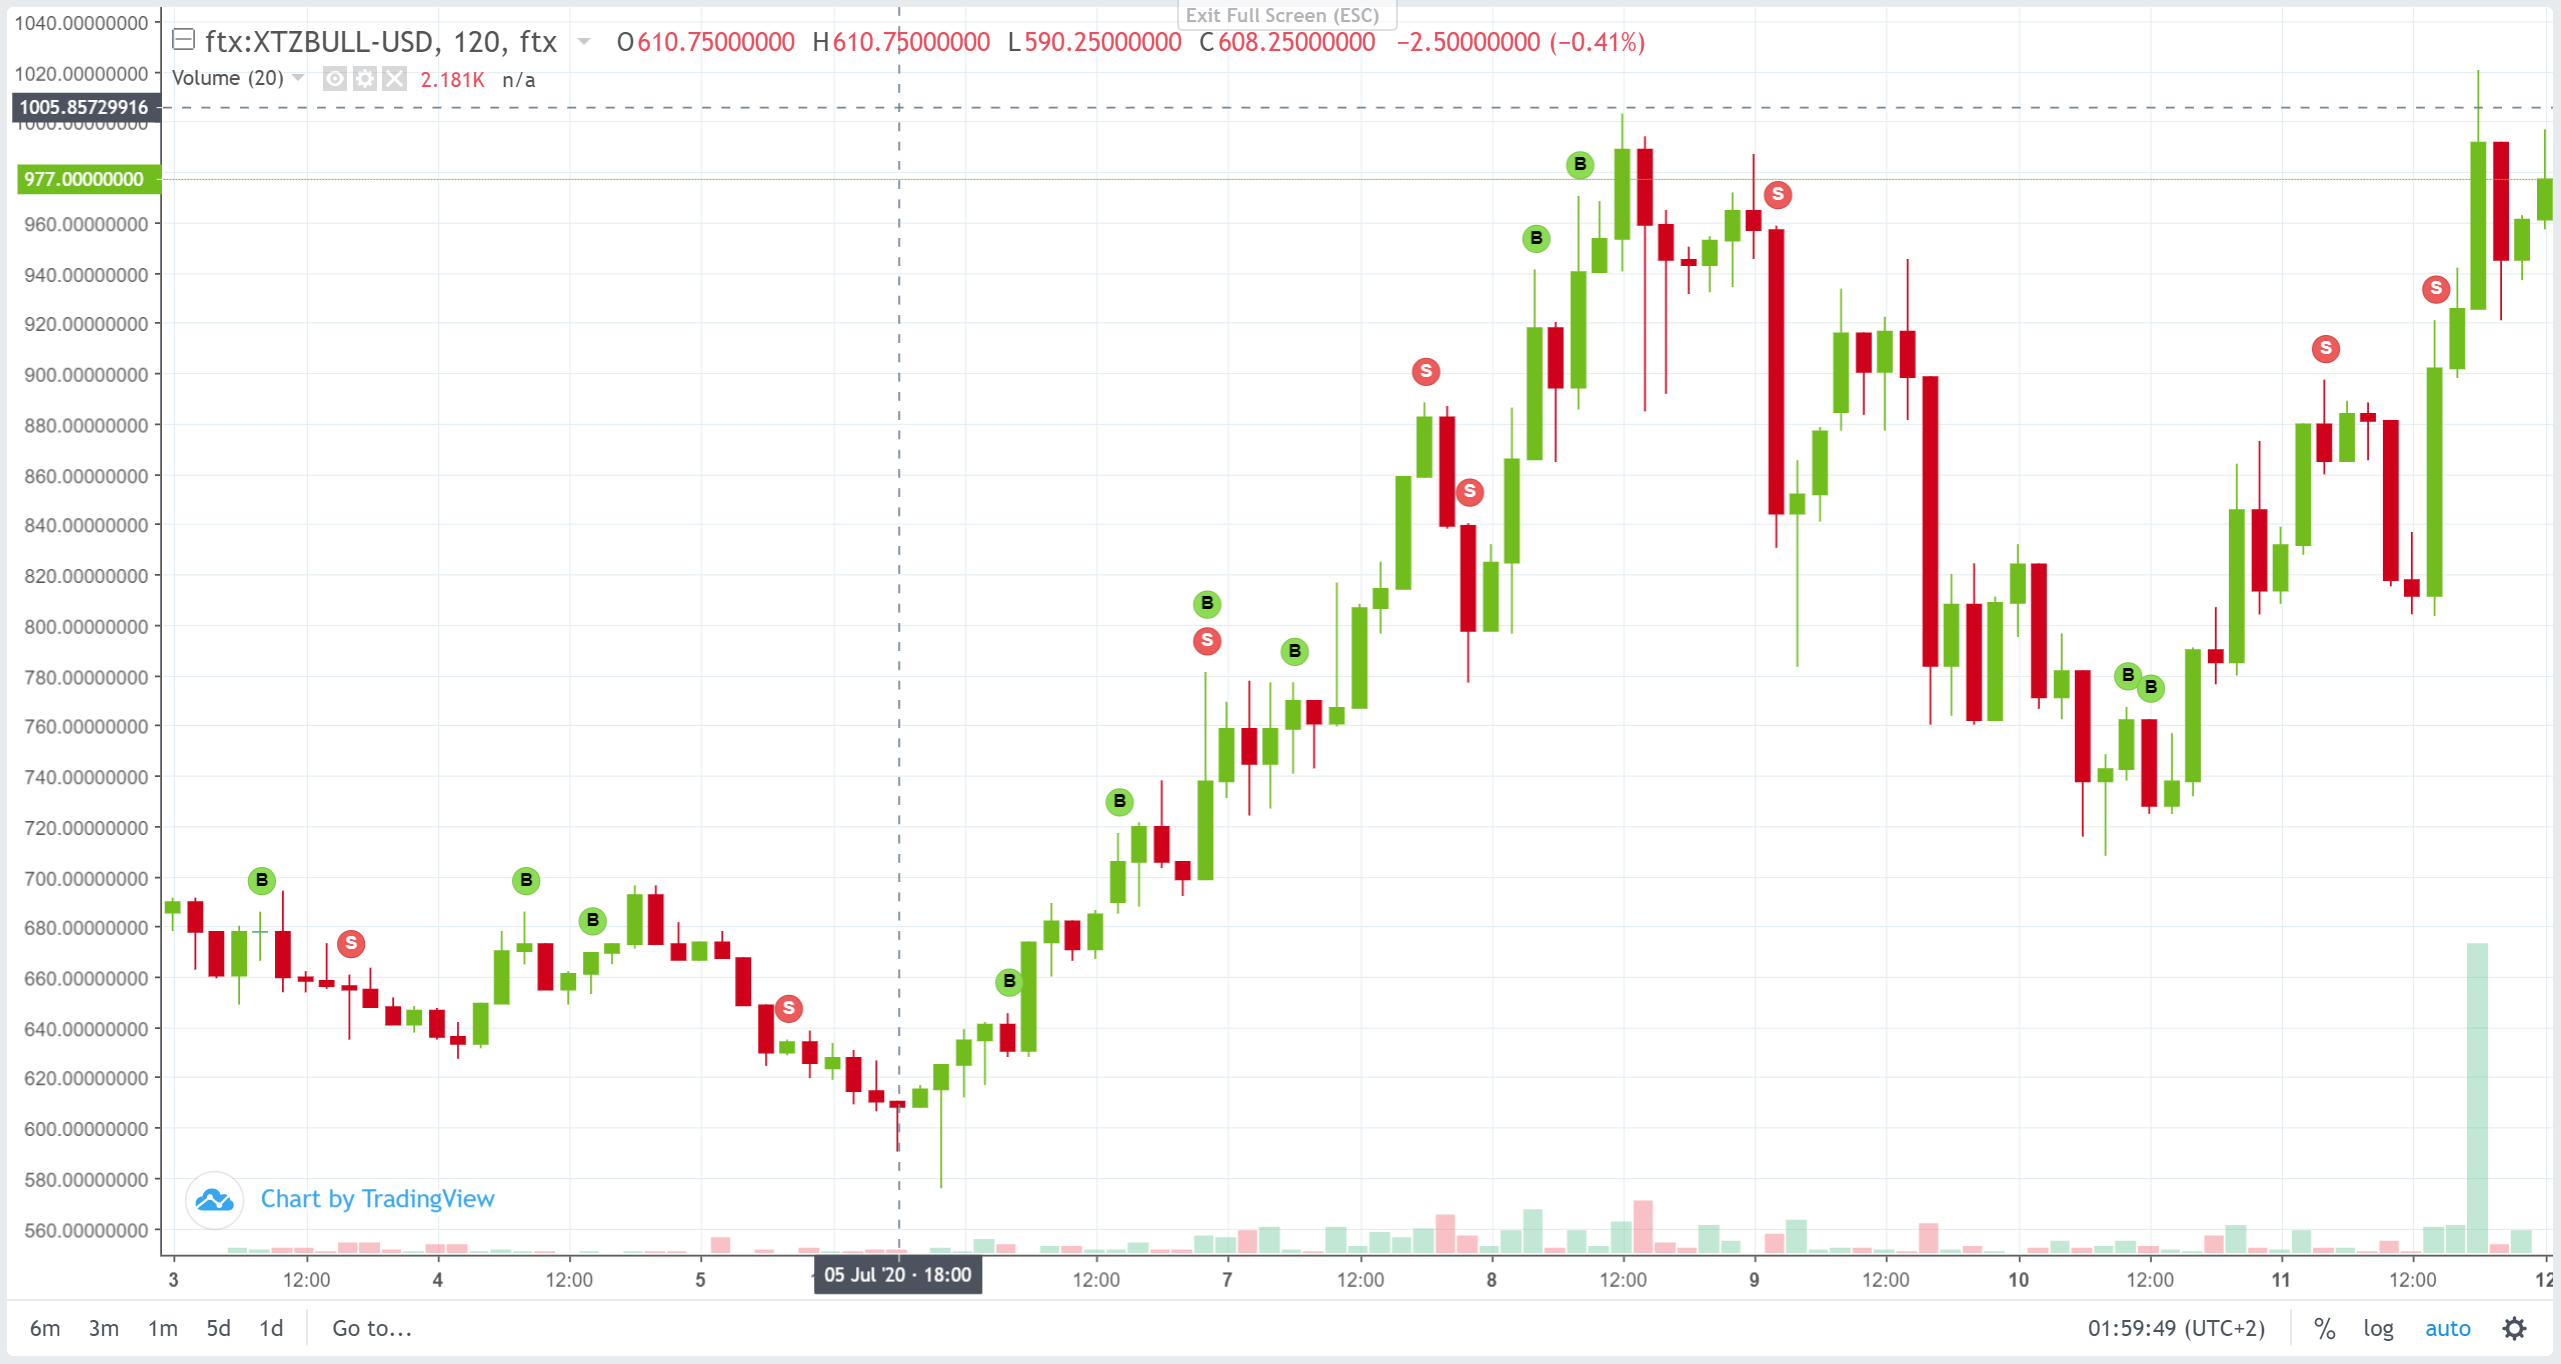 Exit Full Screen (ESC)
ftx:XTZBULL-USD, 120, ftx O610.75000000 H610.75000000 L590.25000000 C608.25000000 −2.50000000 (−0.41%)
Volume (20) 2.181K n/a
1040.00000000
1020.00000000
1005.85729916
1000.00000000
977.00000000
960.00000000
940.00000000
920.00000000
900.00000000
880.00000000
860.00000000
840.00000000
820.00000000
800.00000000
780.00000000
760.00000000
740.00000000
720.00000000
700.00000000
680.00000000
660.00000000
640.00000000
620.00000000
600.00000000
580.00000000
560.00000000
B
S
B
B
S
B
B
B
S
B
S
S
B
B
S
B
B
S
S
Chart by TradingView
3 12:00 4 12:00 5 05 Jul '20 · 18:00 12:00 7 12:00 8 12:00 9 12:00 10 12:00 11 12:00 12
6m 3m 1m 5d 1d Go to... 01:59:49 (UTC+2) % log auto